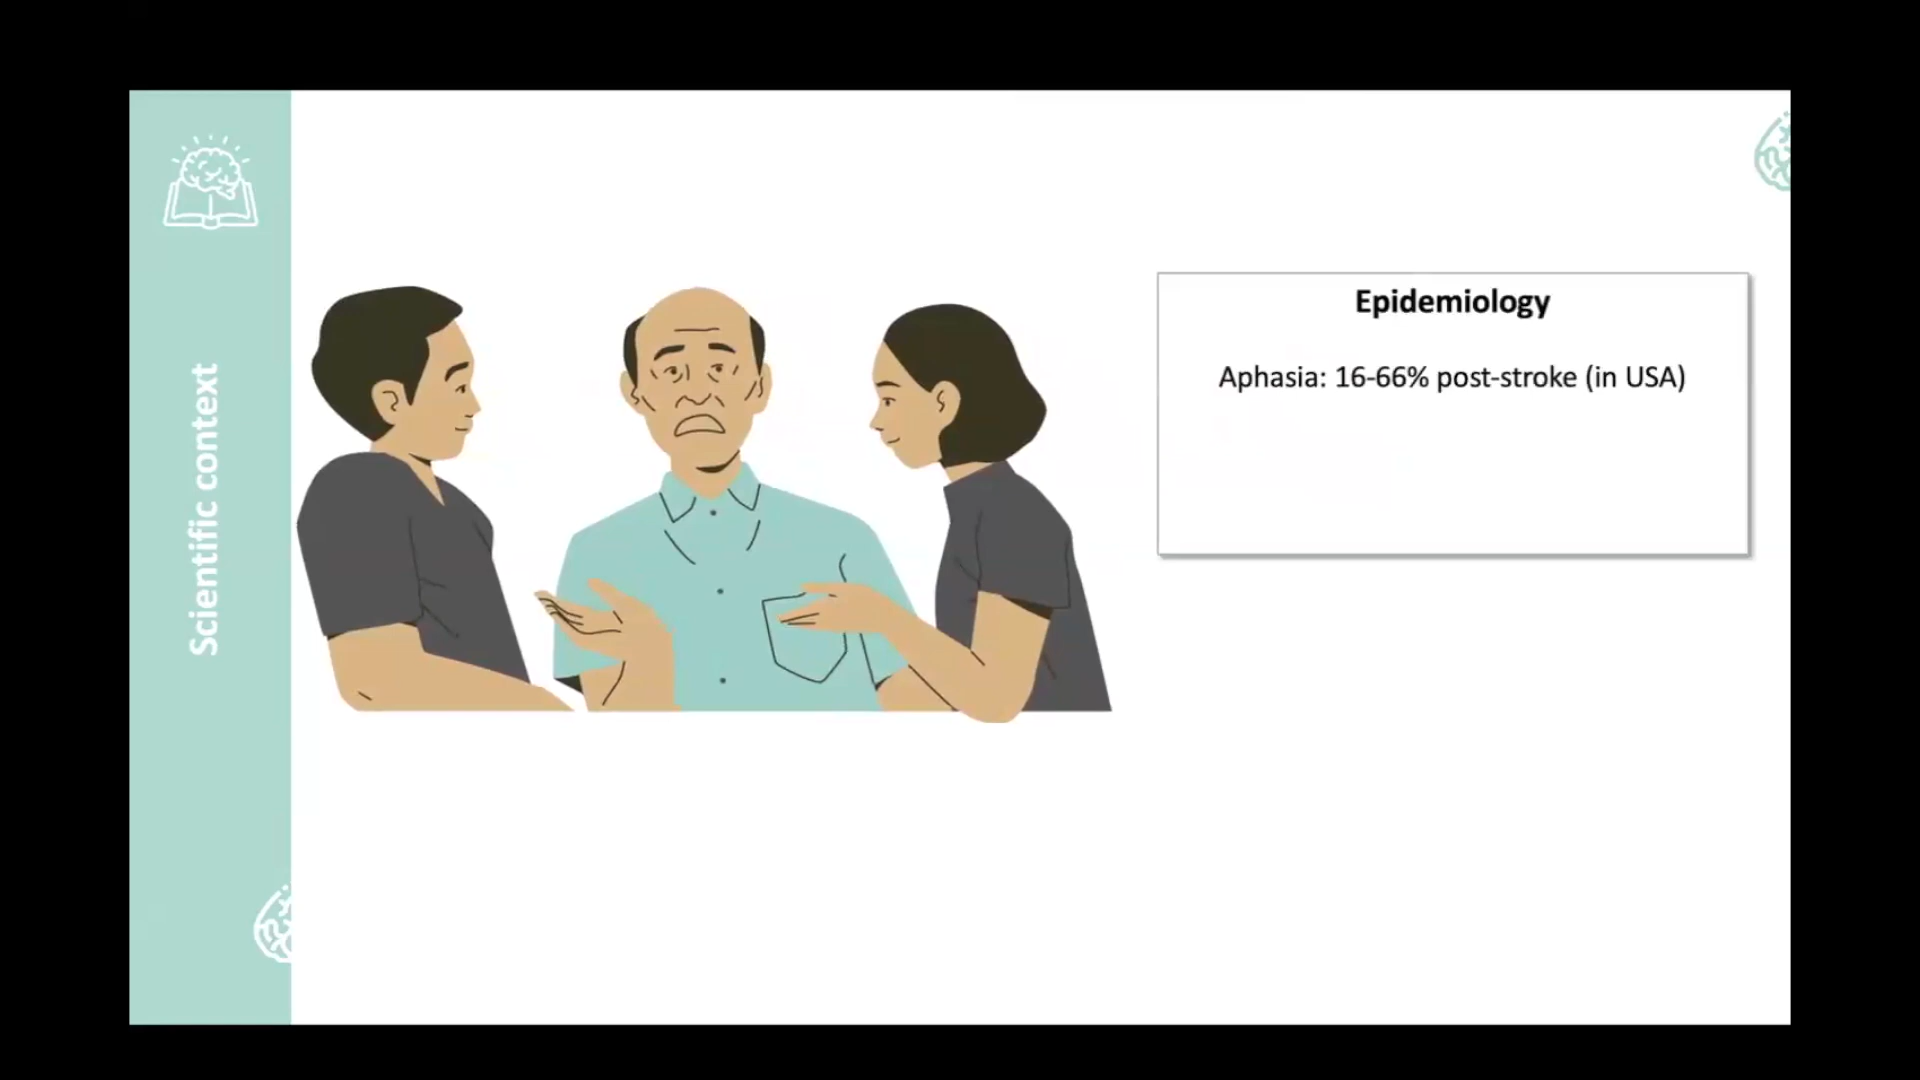 Scientific context
Epidemiology
Aphasia: 16-66% post-stroke (in USA)